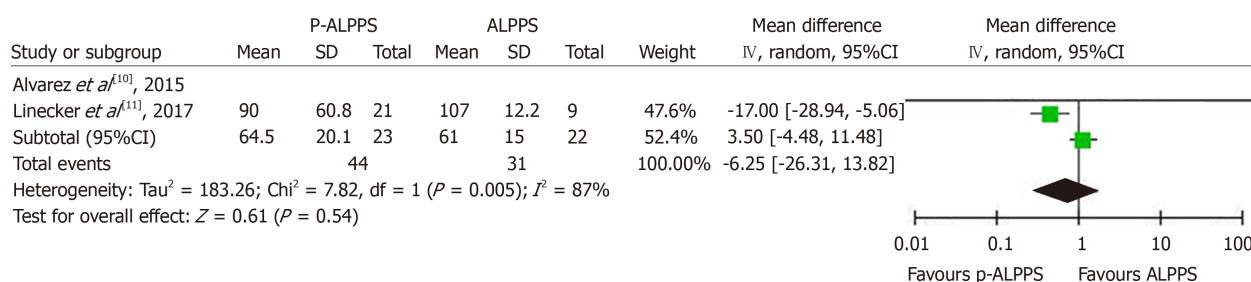 P-ALPPS ALPPS Mean difference Mean difference
Study or subgroup Mean SD Total Mean SD Total Weight Ⅳ, random, 95%CI Ⅳ, random, 95%CI
Alvarez et al[10], 2015
Linecker et al[11], 2017 90 60.8 21 107 12.2 9 47.6% -17.00 [-28.94, -5.06]
Subtotal (95%CI) 64.5 20.1 23 61 15 22 52.4% 3.50 [-4.48, 11.48]
Total events 44 31 100.00% -6.25 [-26.31, 13.82]
Heterogeneity: Tau2 = 183.26; Chi2 = 7.82, df = 1 (P = 0.005); I2 = 87%
Test for overall effect: Z = 0.61 (P = 0.54)
0.01 0.1 1 10 100
Favours p-ALPPS Favours ALPPS